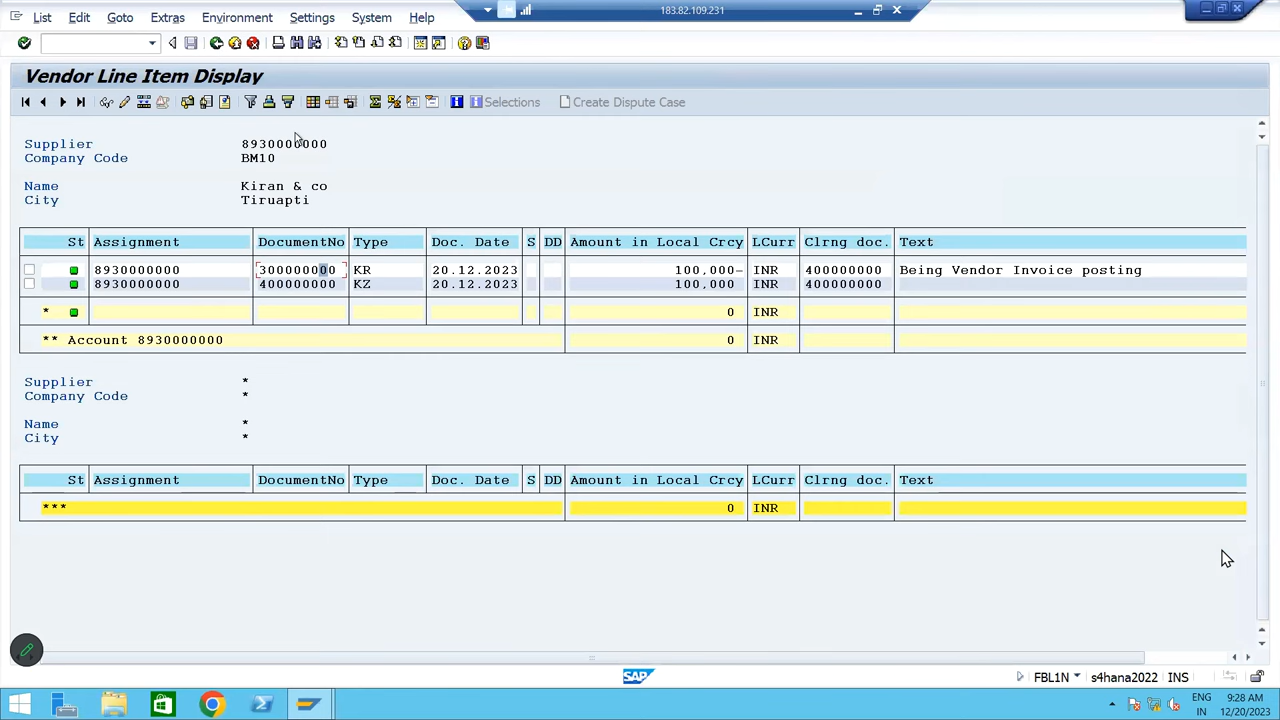 List Edit Goto Extras Environment Settings System Help
183.82.109.231
Vendor Line Item Display
Selections Create Dispute Case
Supplier 8930000000
Company Code BM10
Name Kiran & co
City Tiruapti
St Assignment DocumentNo Type Doc. Date S DD Amount in Local Crcy LCurr Clrng doc. Text
8930000000 300000000 KR 20.12.2023 100,000- INR 400000000 Being Vendor Invoice posting
8930000000 400000000 KZ 20.12.2023 100,000 INR 400000000
* 0 INR
** Account 8930000000 0 INR
Supplier *
Company Code *
Name *
City *
St Assignment DocumentNo Type Doc. Date S DD Amount in Local Crcy LCurr Clrng doc. Text
*** 0 INR
SAP
FBL1N s4hana2022 INS
ENG
IN
9:28 AM
12/20/2023